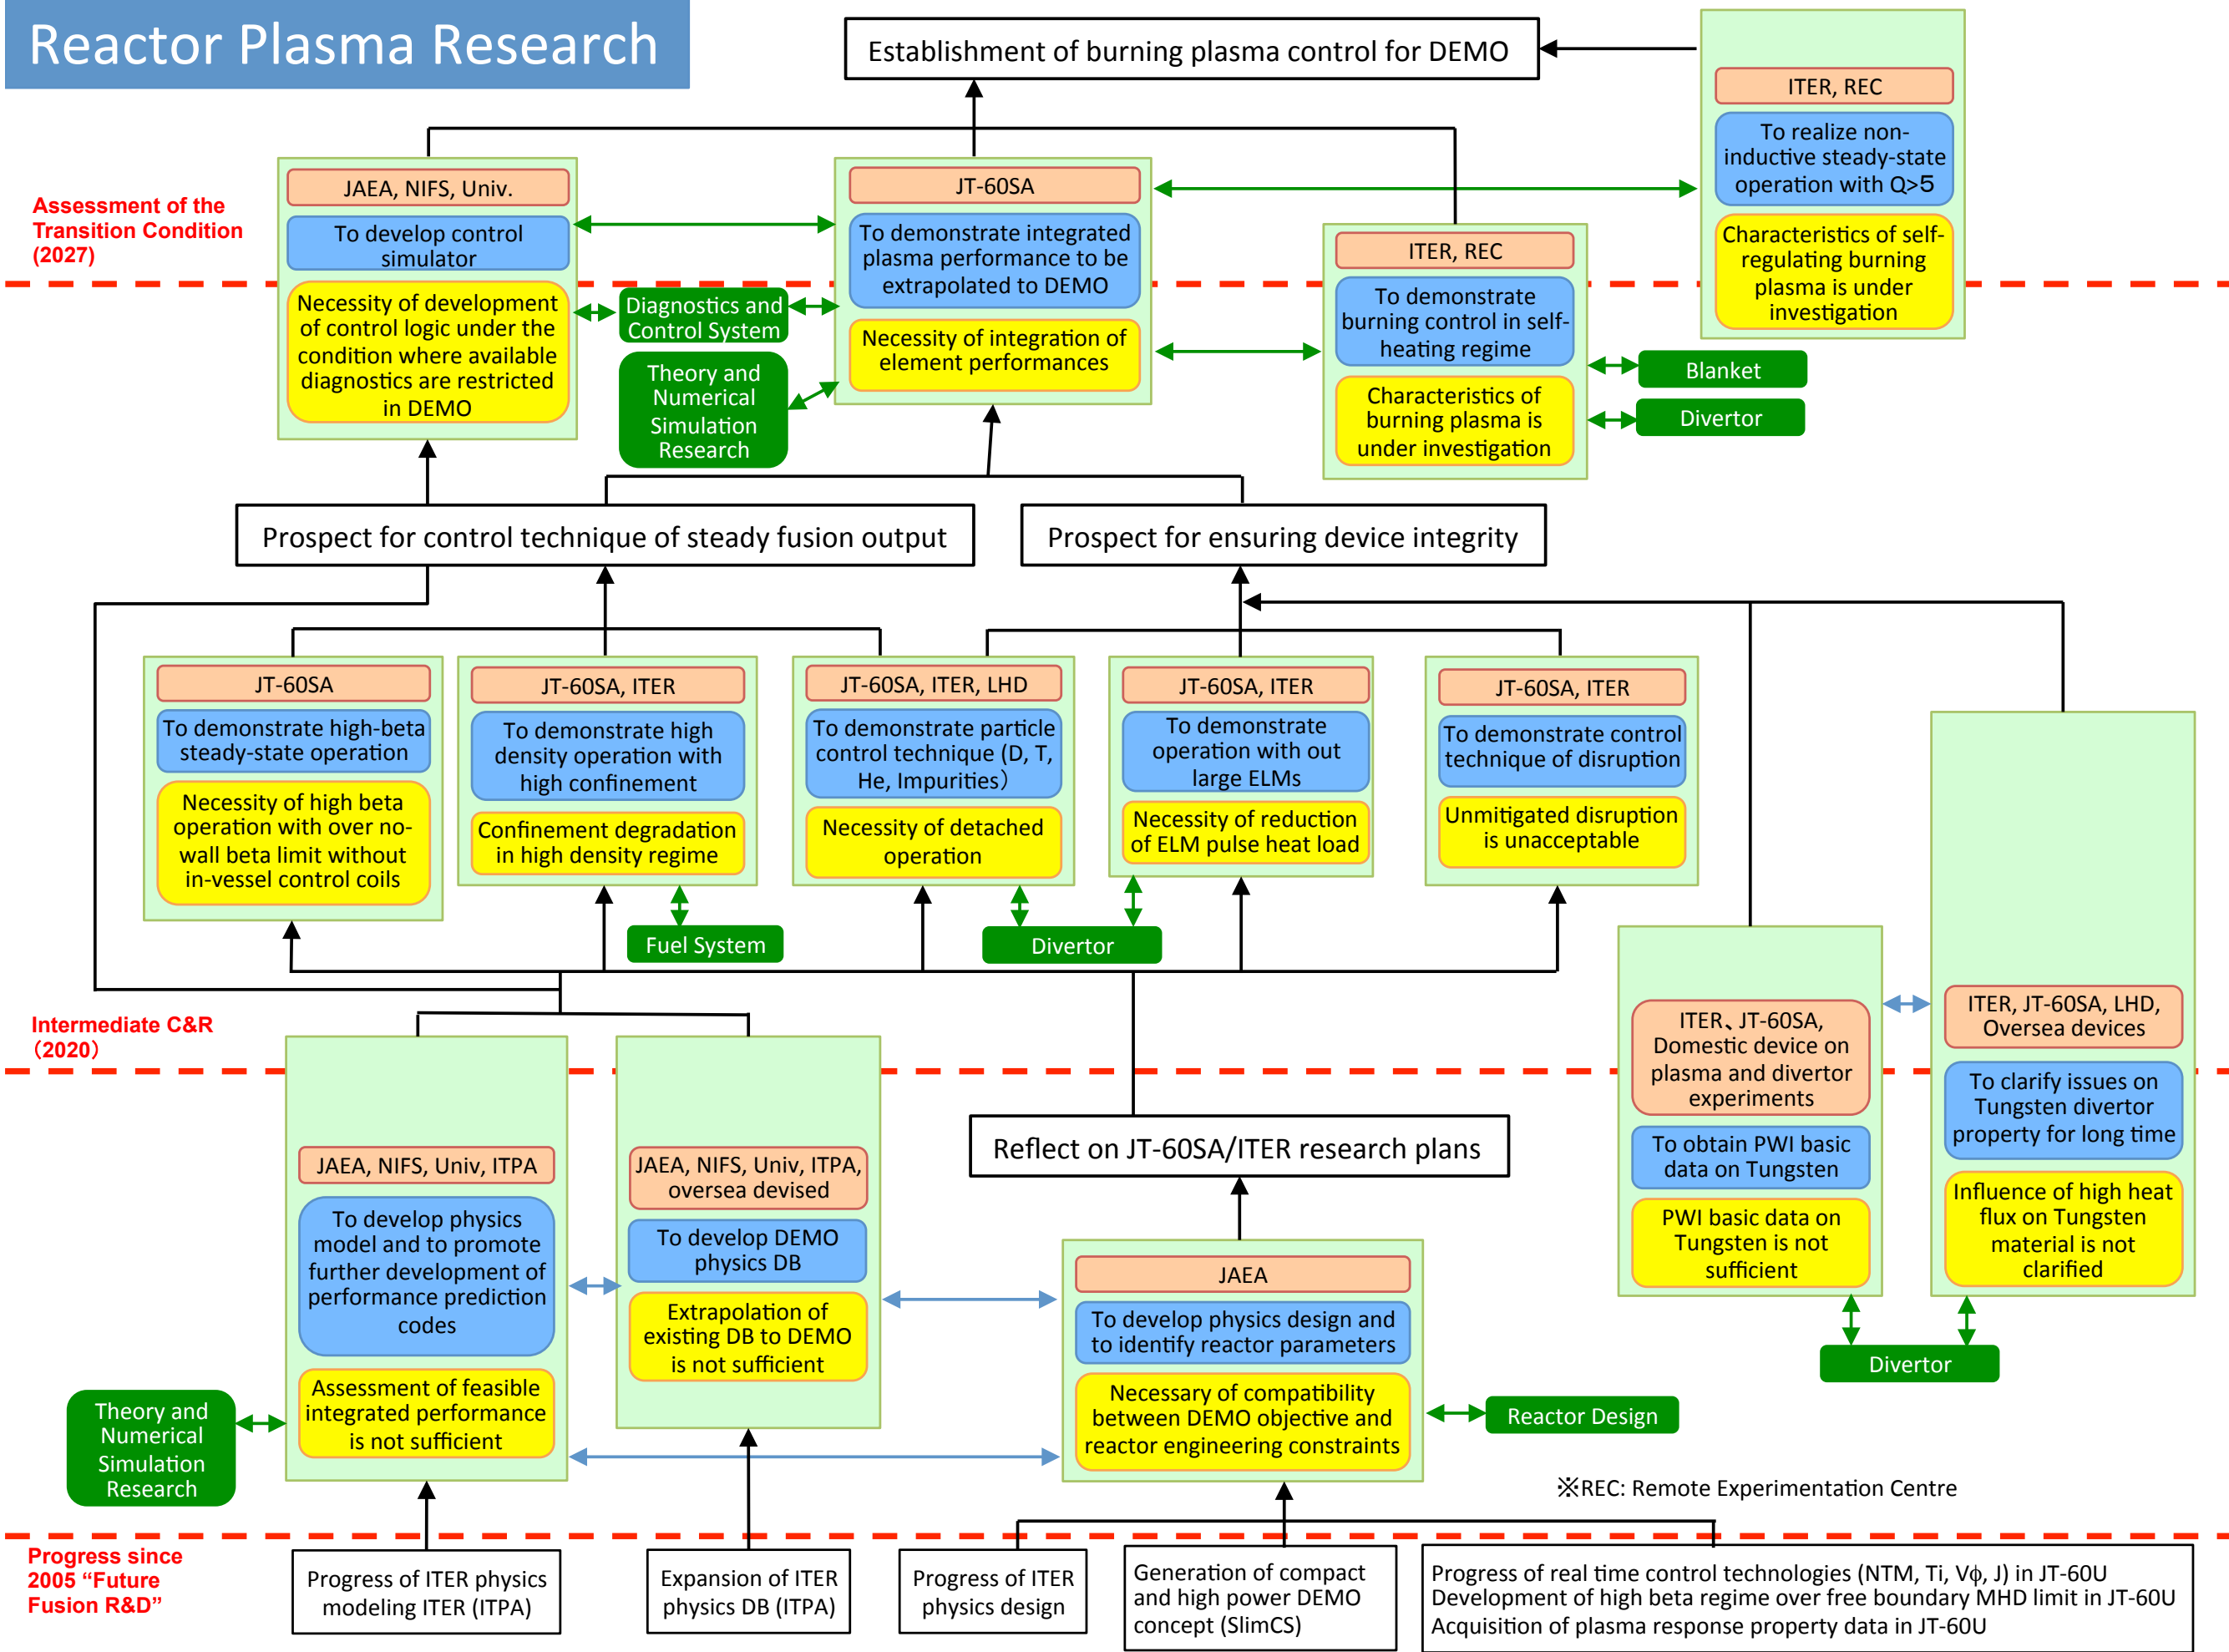 Reactor Plasma Research
Establishment of burning plasma control for DEMO
ITER, REC
To realize non-
inductive steady-state
operation with Q>5
Characteristics of self-
regulating burning
plasma is under
investigation
Assessment of the
Transition Condition
(2027)
JAEA, NIFS, Univ.
To develop control
simulator
Necessity of development
of control logic under the
condition where available
diagnostics are restricted
in DEMO
Diagnostics and
Control System
Theory and
Numerical
Simulation
Research
JT-60SA
To demonstrate integrated
plasma performance to be
extrapolated to DEMO
Necessity of integration of
element performances
ITER, REC
To demonstrate
burning control in self-
heating regime
Characteristics of
burning plasma is
under investigation
Blanket
Divertor
Prospect for control technique of steady fusion output
Prospect for ensuring device integrity
JT-60SA
To demonstrate high-beta
steady-state operation
Necessity of high beta
operation with over no-
wall beta limit without
in-vessel control coils
JT-60SA, ITER
To demonstrate high
density operation with
high confinement
Confinement degradation
in high density regime
Fuel System
JT-60SA, ITER, LHD
To demonstrate particle
control technique (D, T,
He, Impurities）
Necessity of detached
operation
JT-60SA, ITER
To demonstrate
operation with out
large ELMs
Necessity of reduction
of ELM pulse heat load
Divertor
JT-60SA, ITER
To demonstrate control
technique of disruption
Unmitigated disruption
is unacceptable
Intermediate C&R
（2020）
JAEA, NIFS, Univ, ITPA
To develop physics
model and to promote
further development of
performance prediction
codes
Assessment of feasible
integrated performance
is not sufficient
Theory and
Numerical
Simulation
Research
JAEA, NIFS, Univ, ITPA,
oversea devised
To develop DEMO
physics DB
Extrapolation of
existing DB to DEMO
is not sufficient
Reflect on JT-60SA/ITER research plans
JAEA
To develop physics design and
to identify reactor parameters
Necessary of compatibility
between DEMO objective and
reactor engineering constraints
Reactor Design
ITER、JT-60SA,
Domestic device on
plasma and divertor
experiments
To obtain PWI basic
data on Tungsten
PWI basic data on
Tungsten is not
sufficient
ITER, JT-60SA, LHD,
Oversea devices
To clarify issues on
Tungsten divertor
property for long time
Influence of high heat
flux on Tungsten
material is not
clarified
Divertor
※REC: Remote Experimentation Centre
Progress since
2005 “Future
Fusion R&D”
Progress of ITER physics
modeling ITER (ITPA)
Expansion of ITER
physics DB (ITPA)
Progress of ITER
physics design
Generation of compact
and high power DEMO
concept (SlimCS)
Progress of real time control technologies (NTM, Ti, Vϕ, J) in JT-60U
Development of high beta regime over free boundary MHD limit in JT-60U
Acquisition of plasma response property data in JT-60U